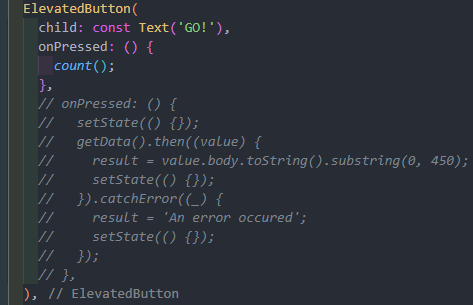 ElevatedButton(
  child: const Text('GO!'),
  onPressed: () {
    count();
  },
  // onPressed: () {
  //   setState(() {});
  //   getData().then((value) {
  //     result = value.body.toString().substring(0, 450);
  //     setState(() {});
  //   }).catchError((_) {
  //     result = 'An error occured';
  //     setState(() {});
  //   });
  // },
), // ElevatedButton